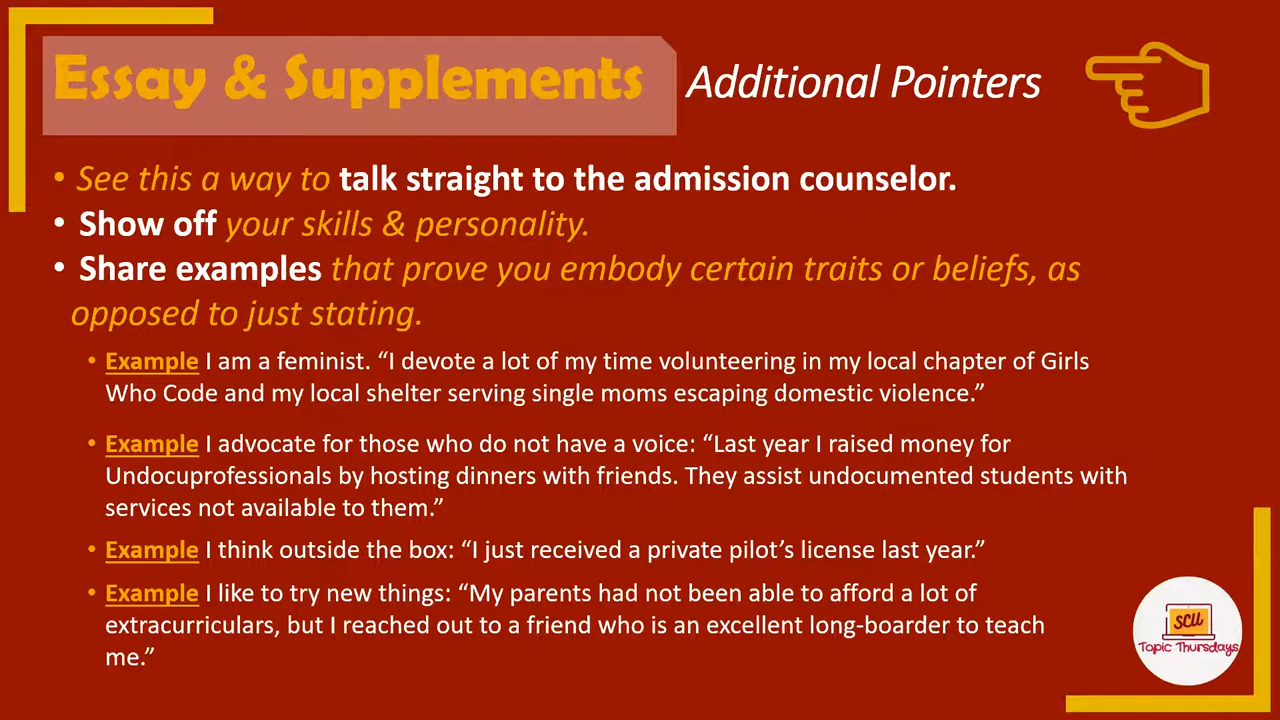 Essay & Supplements Additional Pointers
• See this a way to talk straight to the admission counselor.
• Show off your skills & personality.
• Share examples that prove you embody certain traits or beliefs, as
opposed to just stating.
• Example I am a feminist. “I devote a lot of my time volunteering in my local chapter of Girls
Who Code and my local shelter serving single moms escaping domestic violence.”
• Example I advocate for those who do not have a voice: “Last year I raised money for
Undocuprofessionals by hosting dinners with friends. They assist undocumented students with
services not available to them.”
• Example I think outside the box: “I just received a private pilot’s license last year.”
• Example I like to try new things: “My parents had not been able to afford a lot of
extracurriculars, but I reached out to a friend who is an excellent long-boarder to teach
me.”
SCU
Topic Thursdays